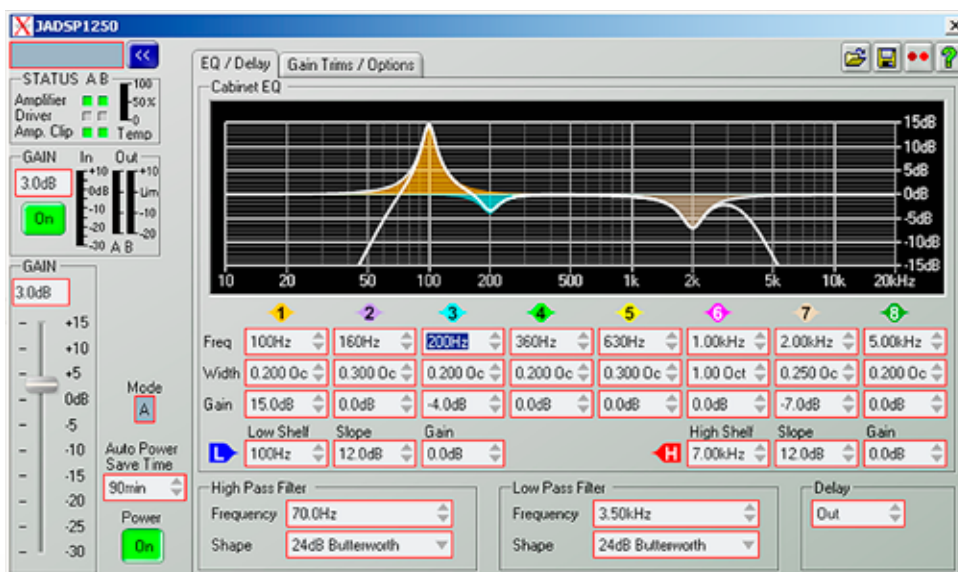 JADSP1250
EQ / Delay Gain Trims / Options
STATUS A B
Amplifier
Driver
Amp. Clip
100
50%
0
Temp
GAIN In Out
3.0dB
On
+10
0dB
-10
-20
-30
+10
Lim
-10
-20
A B
GAIN
3.0dB
+15
+10
+5
0dB
-5
-10
-15
-20
-25
-30
Mode
A
Auto Power
Save Time
90min
Power
On
Cabinet EQ
15dB
10dB
5dB
0dB
-5dB
-10dB
-15dB
10 20 50 100 200 500 1k 2k 5k 10k 20kHz
1 2 3 4 5 6 7 8
Freq 100Hz 160Hz 200Hz 360Hz 630Hz 1.00kHz 2.00kHz 5.00kHz
Width 0.200 Oc 0.300 Oc 0.200 Oc 0.200 Oc 0.300 Oc 1.00 Oct 0.250 Oc 0.200 Oc
Gain 15.0dB 0.0dB -4.0dB 0.0dB 0.0dB 0.0dB -7.0dB 0.0dB
Low Shelf Slope Gain High Shelf Slope Gain
L 100Hz 12.0dB 0.0dB H 7.00kHz 12.0dB 0.0dB
High Pass Filter
Frequency 70.0Hz
Shape 24dB Butterworth
Low Pass Filter
Frequency 3.50kHz
Shape 24dB Butterworth
Delay
Out